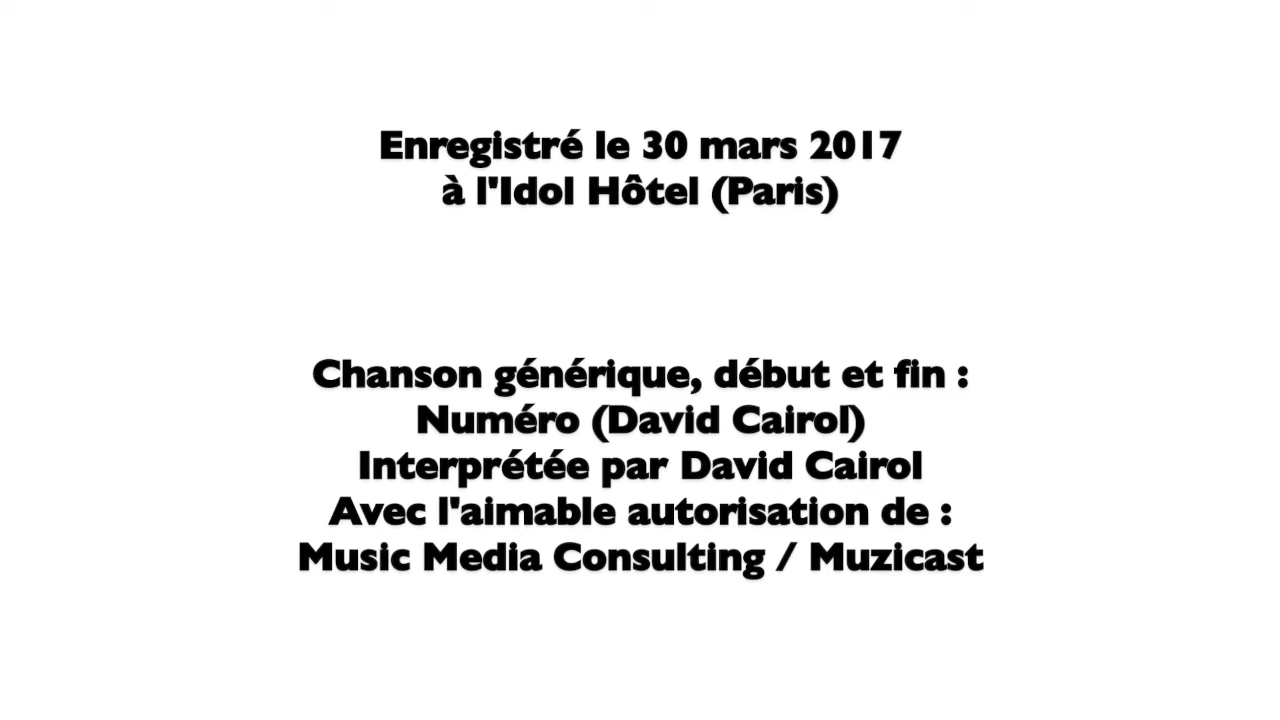 Enregistré le 30 mars 2017
à l'Idol Hôtel (Paris)
Chanson générique, début et fin :
Numéro (David Cairol)
Interprétée par David Cairol
Avec l'aimable autorisation de :
Music Media Consulting / Muzicast